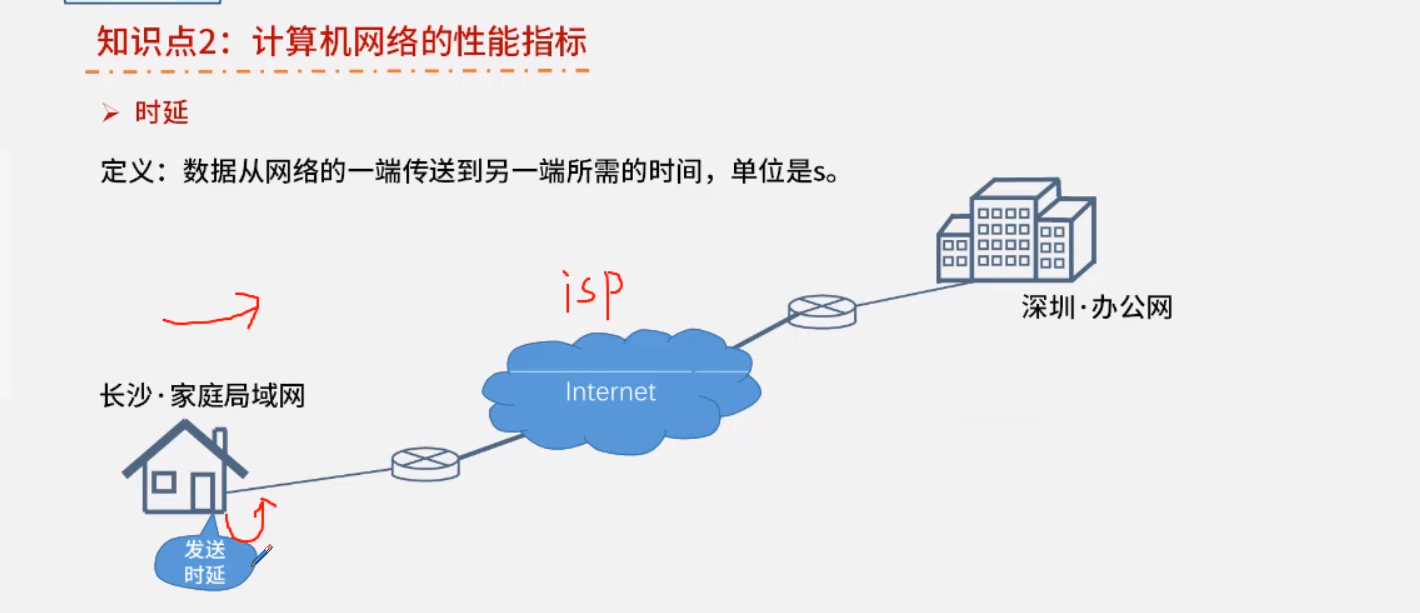 知识点2：计算机网络的性能指标
时延
定义：数据从网络的一端传送到另一端所需的时间，单位是s。
isp
深圳·办公网
长沙·家庭局域网
Internet
发送
时延